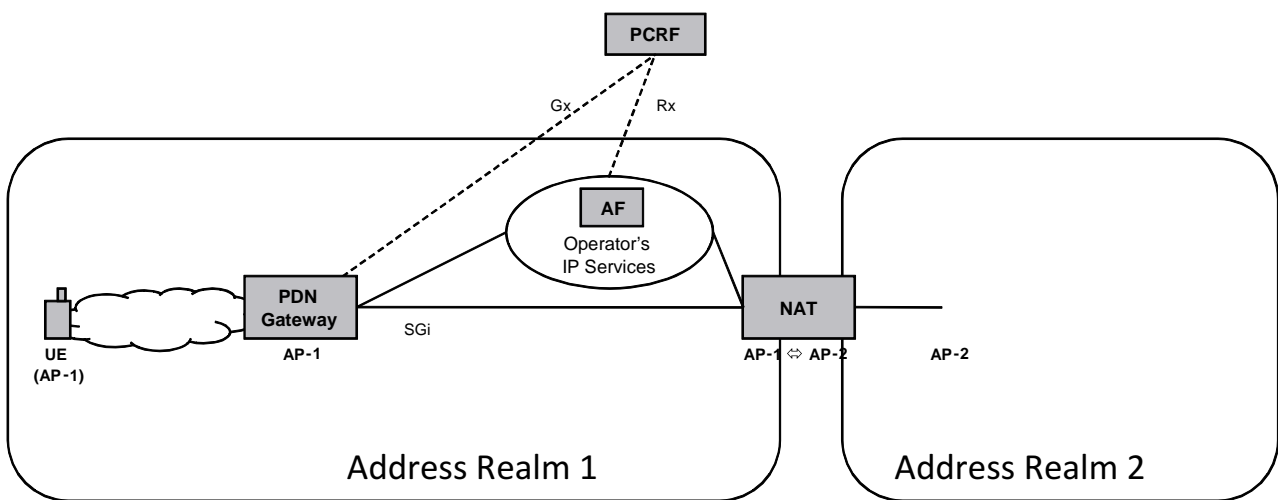 PCRF
Gx
Rx
AF
Operator's
IP Services
PDN
Gateway
NAT
SGi
UE
(AP-1)
AP-1
AP-1 ⇔ AP-2
AP-2
Address Realm 1
Address Realm 2